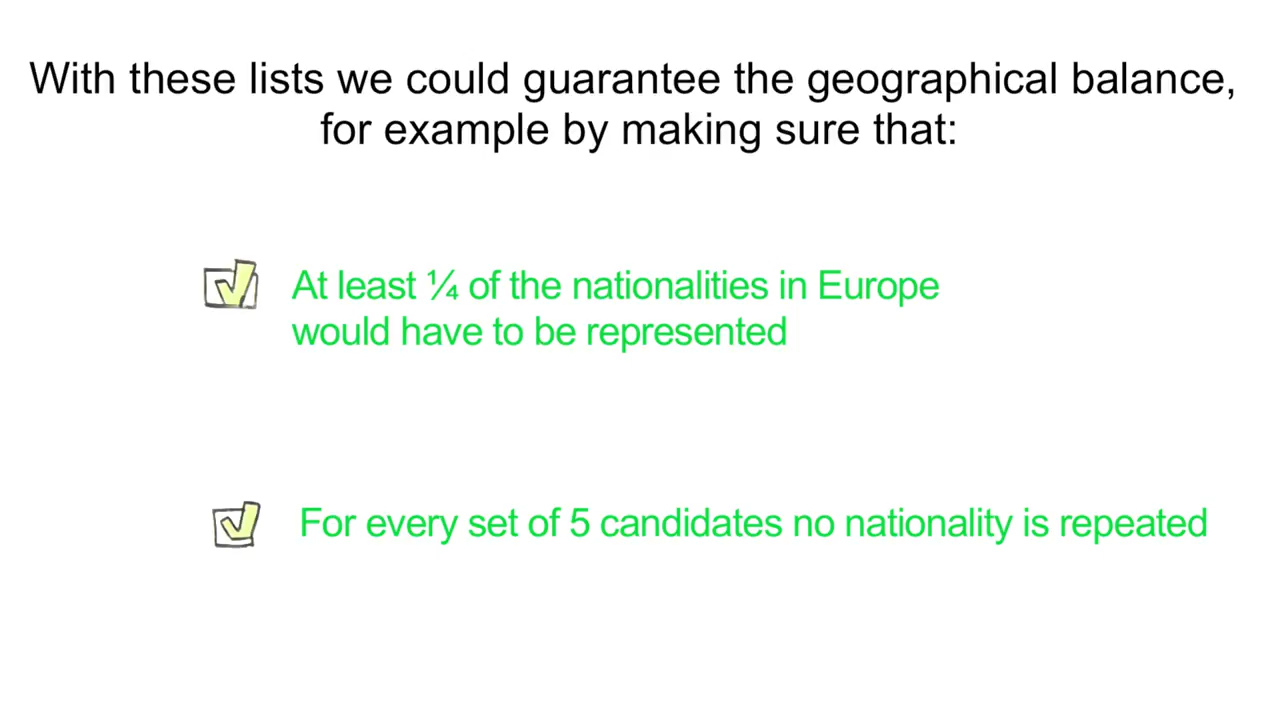 With these lists we could guarantee the geographical balance,
for example by making sure that:
At least ¼ of the nationalities in Europe
would have to be represented
For every set of 5 candidates no nationality is repeated